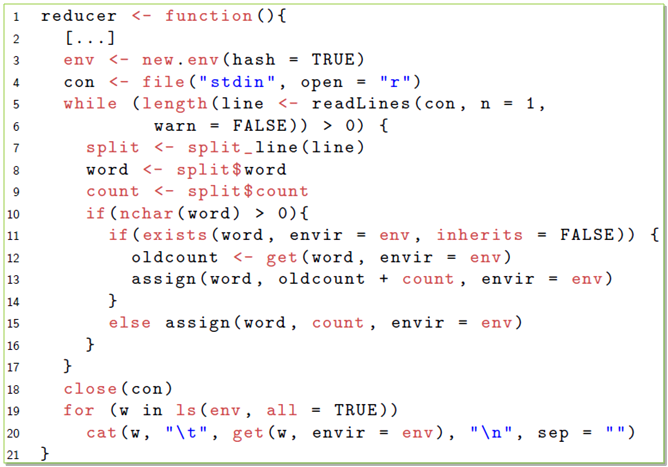 1 reducer <- function(){
2 [...]
3 env <- new.env(hash = TRUE)
4 con <- file("stdin", open = "r")
5 while (length(line <- readLines(con, n = 1,
6 warn = FALSE)) > 0) {
7 split <- split_line(line)
8 word <- split$word
9 count <- split$count
10 if(nchar(word) > 0){
11 if(exists(word, envir = env, inherits = FALSE)) {
12 oldcount <- get(word, envir = env)
13 assign(word, oldcount + count, envir = env)
14 }
15 else assign(word, count, envir = env)
16 }
17 }
18 close(con)
19 for (w in ls(env, all = TRUE))
20 cat(w, "\t", get(w, envir = env), "\n", sep = "")
21 }